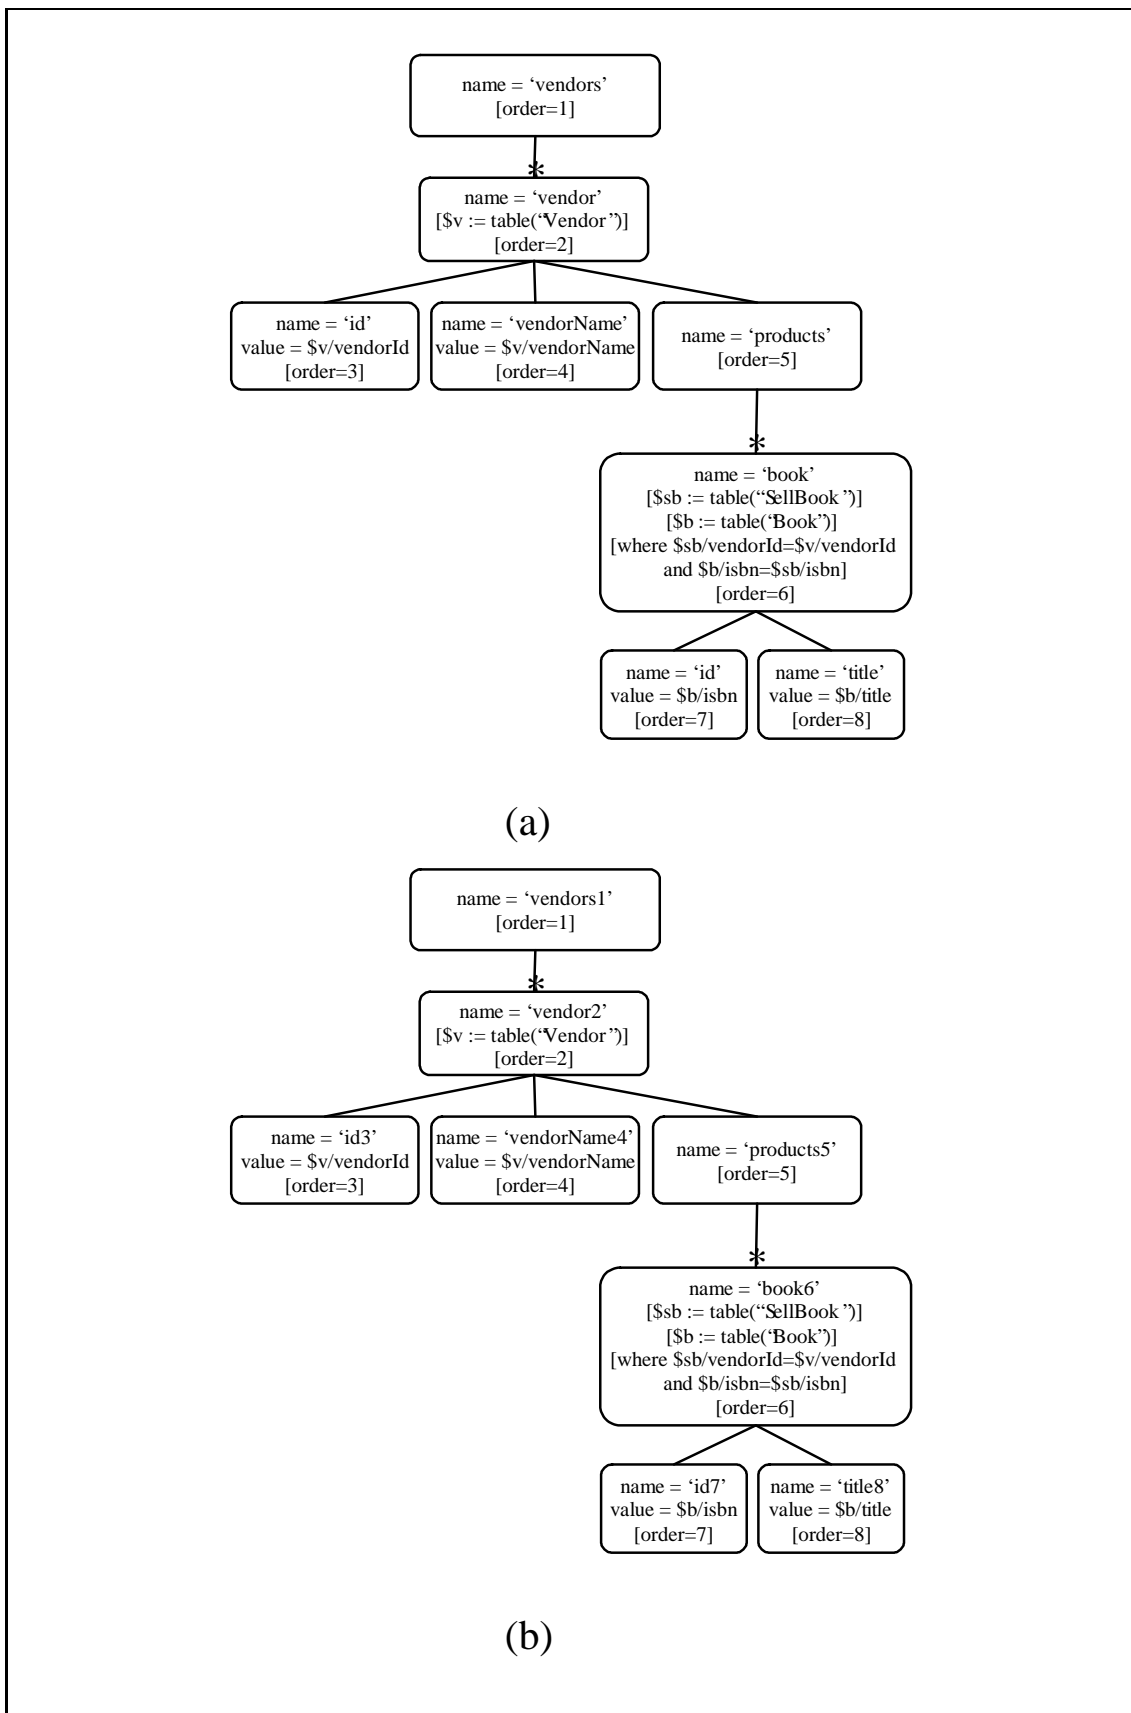 name = ‘vendors’
[order=1]
*
name = ‘vendor’
[$v := table(“Vendor”)]
[order=2]
name = ‘id’
value = $v/vendorId
[order=3]
name = ‘vendorName’
value = $v/vendorName
[order=4]
name = ‘products’
[order=5]
*
name = ‘book’
[$sb := table(“SellBook”)]
[$b := table(“Book”)]
[where $sb/vendorId=$v/vendorId
and $b/isbn=$sb/isbn]
[order=6]
name = ‘id’
value = $b/isbn
[order=7]
name = ‘title’
value = $b/title
[order=8]
(a)
name = ‘vendors1’
[order=1]
*
name = ‘vendor2’
[$v := table(“Vendor”)]
[order=2]
name = ‘id3’
value = $v/vendorId
[order=3]
name = ‘vendorName4’
value = $v/vendorName
[order=4]
name = ‘products5’
[order=5]
*
name = ‘book6’
[$sb := table(“SellBook”)]
[$b := table(“Book”)]
[where $sb/vendorId=$v/vendorId
and $b/isbn=$sb/isbn]
[order=6]
name = ‘id7’
value = $b/isbn
[order=7]
name = ‘title8’
value = $b/title
[order=8]
(b)